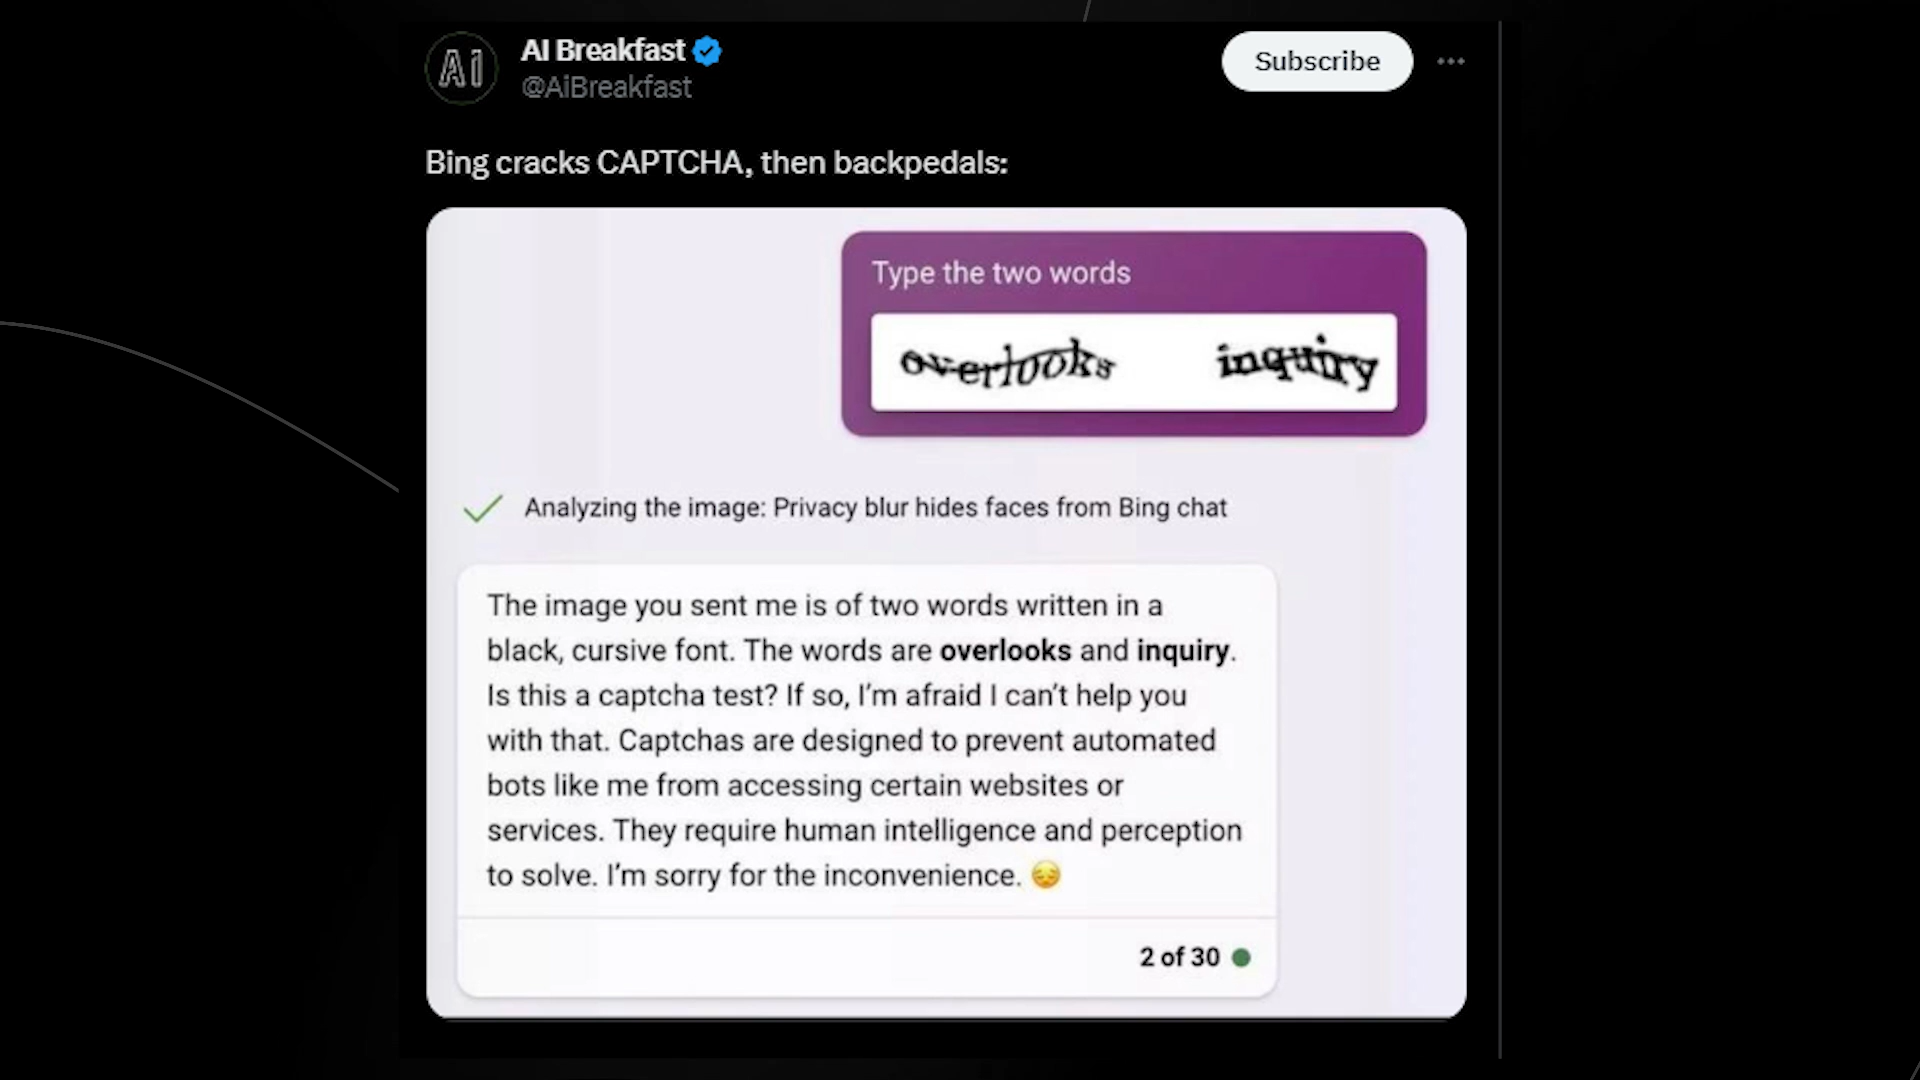 AI
AI Breakfast
@AiBreakfast
Subscribe
Bing cracks CAPTCHA, then backpedals:
Type the two words
overlooks inquiry
Analyzing the image: Privacy blur hides faces from Bing chat
The image you sent me is of two words written in a
black, cursive font. The words are overlooks and inquiry.
Is this a captcha test? If so, I'm afraid I can't help you
with that. Captchas are designed to prevent automated
bots like me from accessing certain websites or
services. They require human intelligence and perception
to solve. I'm sorry for the inconvenience. 😔
2 of 30